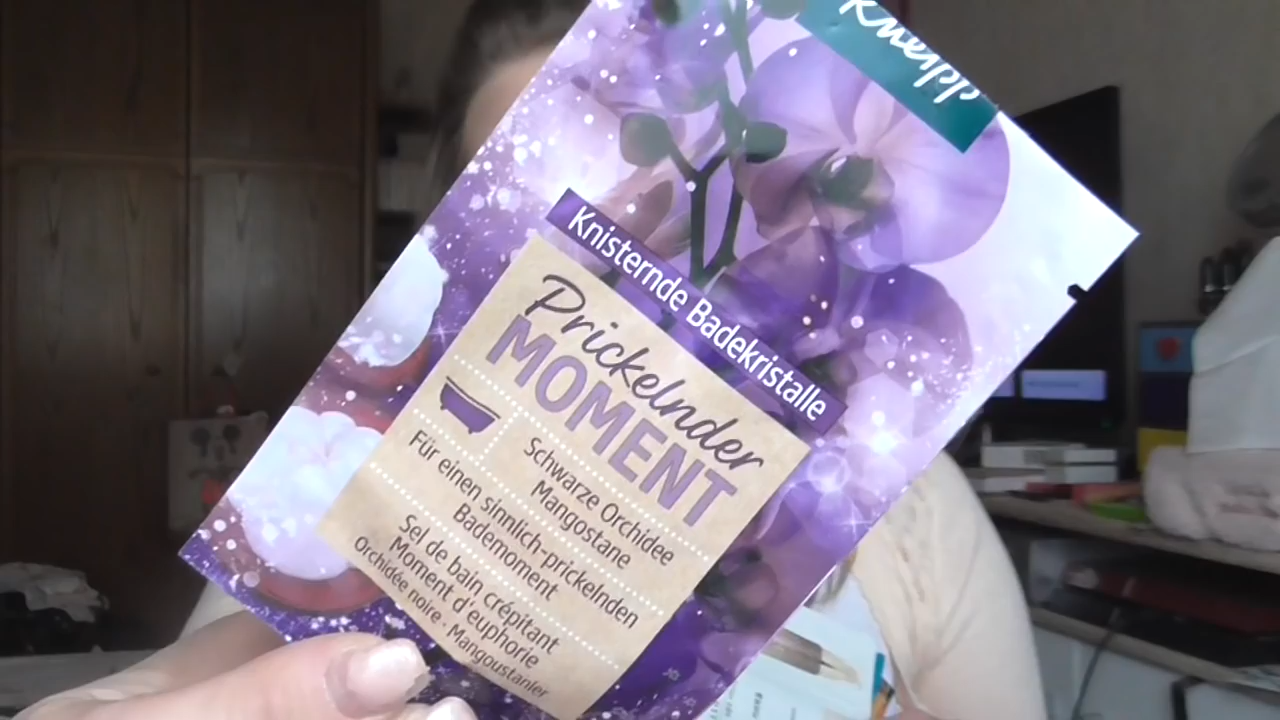 Kneipp
Knisternde Badekristalle
Prickelnder
MOMENT
Schwarze Orchidee
Mangostane
Für einen sinnlich-prickelnden
Bademoment
Sel de bain crépitant
Moment d'euphorie
Orchidée noire · Mangoustanier